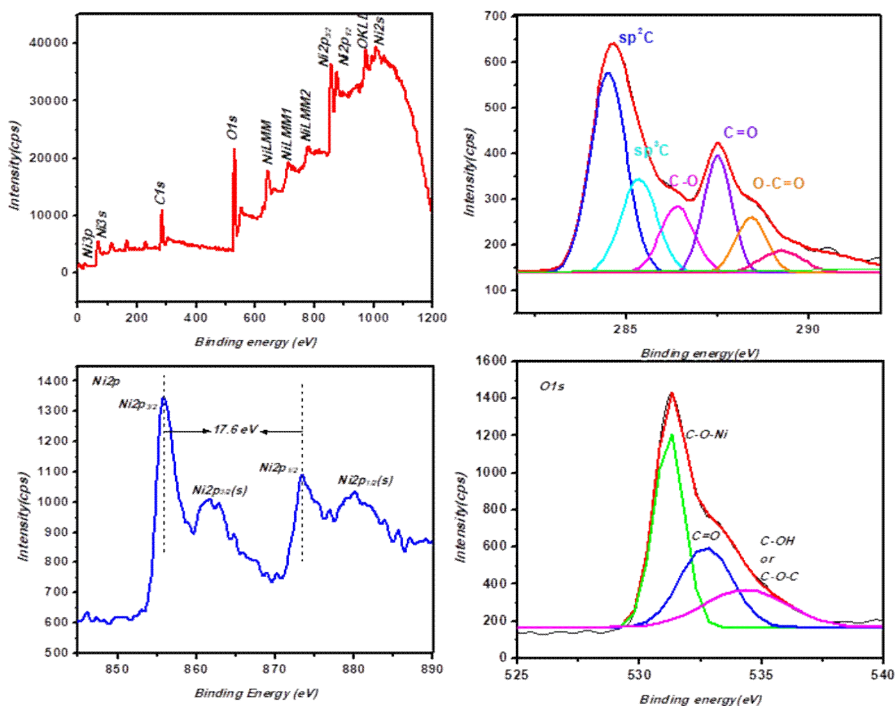 40000
30000
20000
10000
0
Intensity(cps)
Ni3p
Ni3s
C1s
O1s
NiLMM
NiLMM1
NiLMM2
Ni2p3/2
Ni2p1/2
OKLL
Ni2s
0 200 400 600 800 1000 1200
Binding energy (eV)
700
600
500
400
300
200
100
Intensity(cps)
sp²C
sp³C
C-O
C=O
O-C=O
285 290
Binding energy(eV)
1400
1300
1200
1100
1000
900
800
700
600
500
Intensity(cps)
Ni2p
Ni2p3/2
17.6 eV
Ni2p3/2(s)
Ni2p1/2
Ni2p1/2(s)
850 860 870 880 890
Binding Energy (eV)
1600
1400
1200
1000
800
600
400
200
0
Intensity(cps)
O1s
C-O-Ni
C=O
C-OH
or
C-O-C
525 530 535 540
Binding energy(eV)